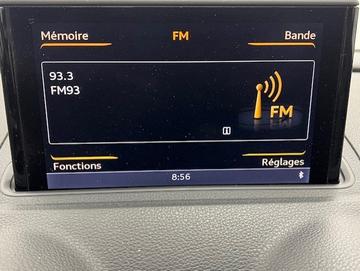 Mémoire FM Bande
93.3
FM93
FM
Fonctions Réglages
8:56